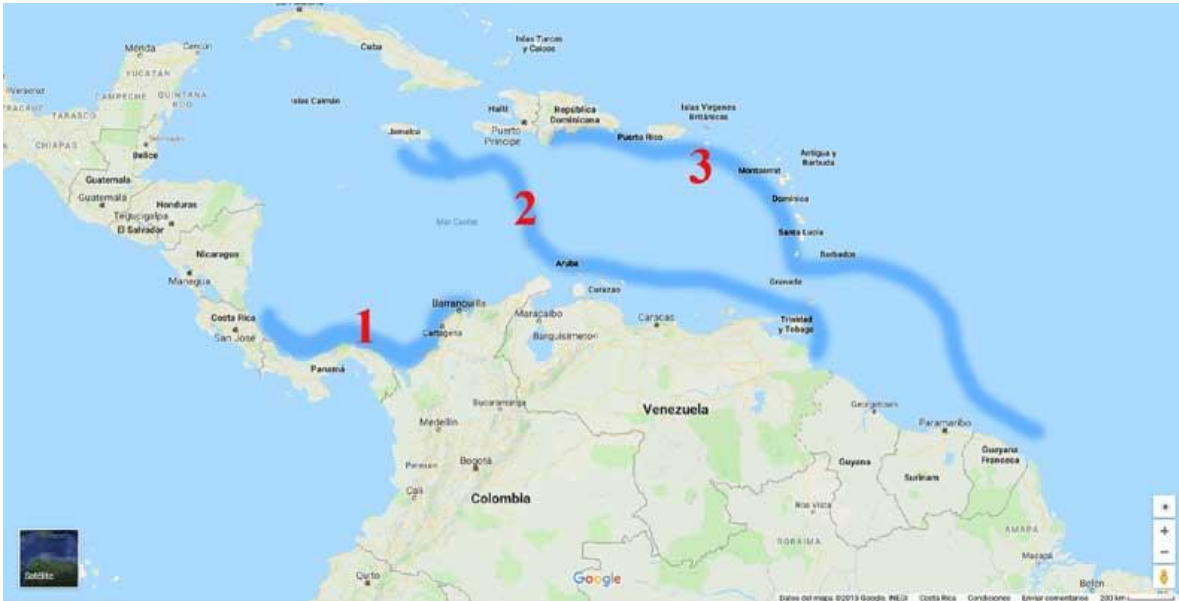 Mérida
Cancún
YUCATAN
CAMPECHE
QUINTANA
ROO
Veracruz
TABASCO
CHIAPAS
Belice
Guatemala
Guatemala
Honduras
Tegucigalpa
El Salvador
Nicaragua
Managua
Costa Rica
San José
Panamá
Cuba
Islas Turcas
y Caicos
Islas Caimán
Jamaica
Haití
Puerto
Príncipe
República
Dominicana
Puerto Rico
Islas Vírgenes
Británicas
Antigua y
Barbuda
Montserrat
Dominica
Santa Lucía
Barbados
Granada
Trinidad
y Tobago
Mar Caribe
1
2
3
Aruba
Curazao
Barranquilla
Cartagena
Maracaibo
Barquisimeto
Caracas
Bucaramanga
Medellín
Pereira
Bogotá
Cali
Colombia
Venezuela
Georgetown
Paramaribo
Guyana
Surinam
Guayana
Francesa
Boa Vista
RORAIMA
AMAPÁ
Macapá
Belén
Quito
Satélite
Google
Datos del mapa ©2019 Google, INEGI
Costa Rica
Condiciones
Enviar comentarios
200 km